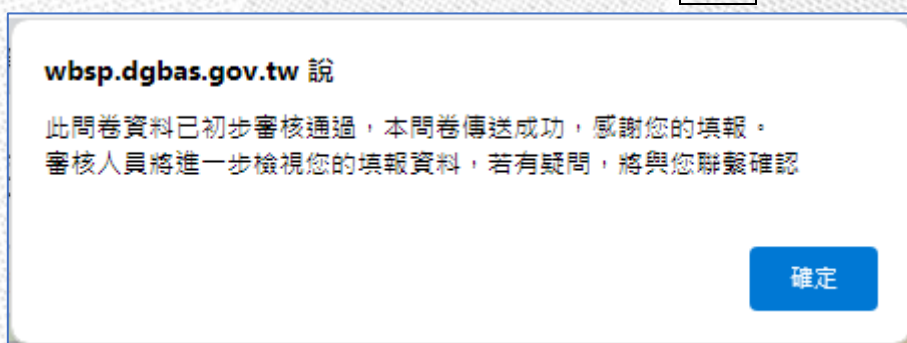 wbsp.dgbas.gov.tw 說
此問卷資料已初步審核通過，本問卷傳送成功，感謝您的填報。
審核人員將進一步檢視您的填報資料，若有疑問，將與您聯繫確認
確定